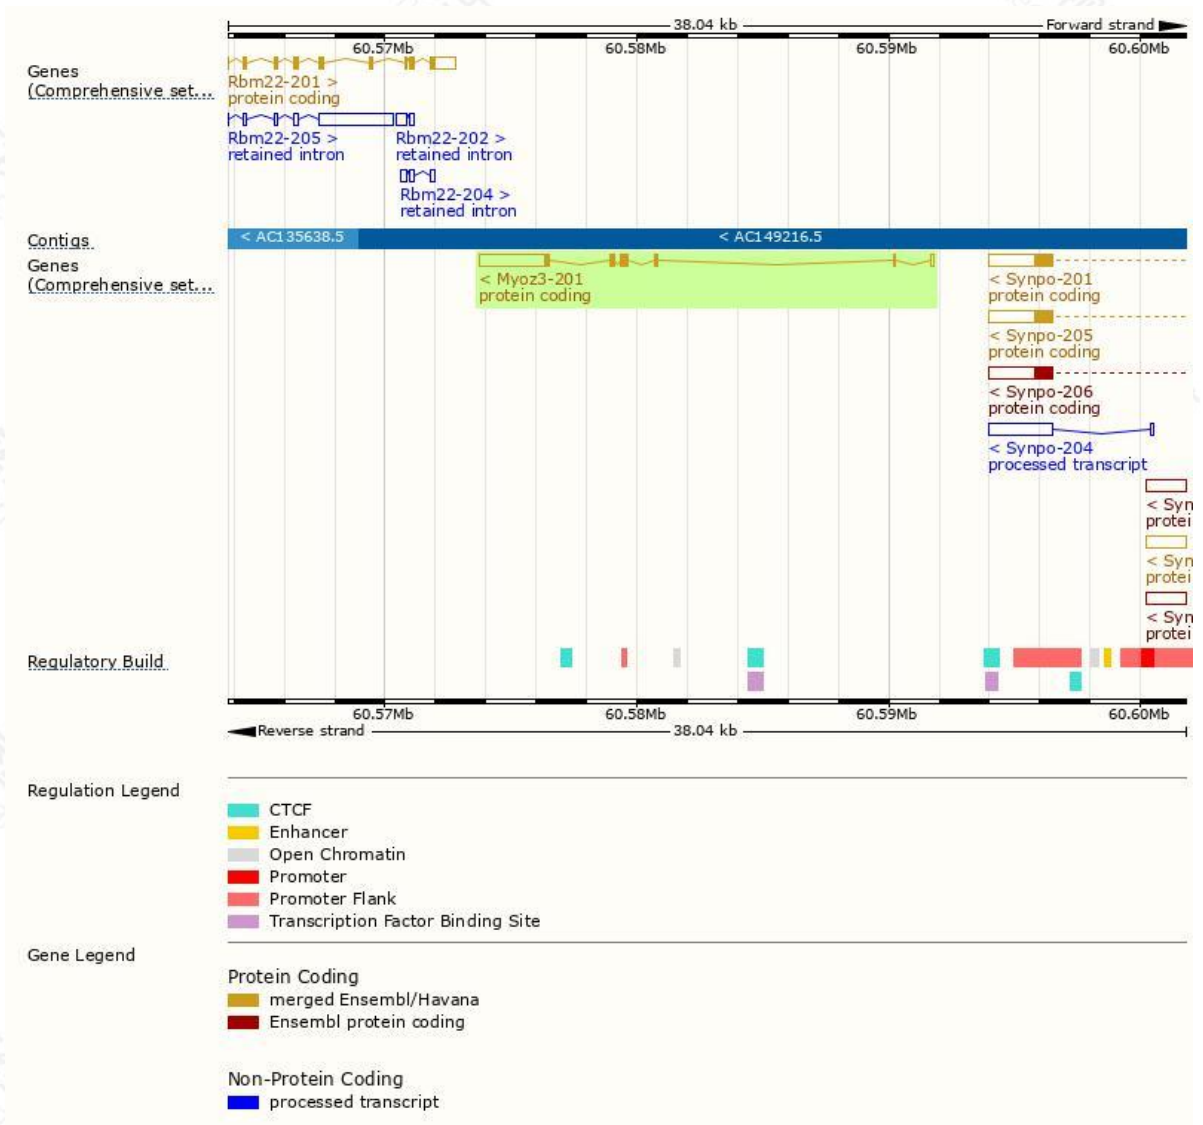 38.04 kb Forward strand
60.57Mb 60.58Mb 60.59Mb 60.60Mb
Genes
(Comprehensive set...
Rbm22-201 >
protein coding
Rbm22-205 > Rbm22-202 >
retained intron retained intron
Rbm22-204 >
retained intron
Contigs < AC135638.5 < AC149216.5
Genes
(Comprehensive set...
< Myoz3-201 < Synpo-201
protein coding protein coding
< Synpo-205
protein coding
< Synpo-206
protein coding
< Synpo-204
processed transcript
< Syn
protei
< Syn
protei
< Syn
protei
Regulatory Build
60.57Mb 60.58Mb 60.59Mb 60.60Mb
Reverse strand 38.04 kb
Regulation Legend
CTCF
Enhancer
Open Chromatin
Promoter
Promoter Flank
Transcription Factor Binding Site
Gene Legend
Protein Coding
merged Ensembl/Havana
Ensembl protein coding
Non-Protein Coding
processed transcript